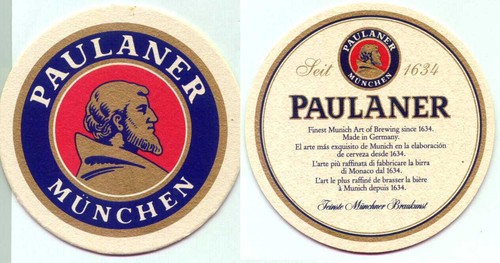 PAULANER
MÜNCHEN
PAULANER
MÜNCHEN
Seit 1634
PAULANER
Finest Munich Art of Brewing since 1634.
Made in Germany.
El arte más exquisito de Munich en la elaboración
de cerveza desde 1634.
L'arte più raffinata di fabbricare la birra
di Monaco dal 1634.
L'art le plus raffiné de brasser la bière
à Munich depuis 1634.
Feinste Münchner Braukunst